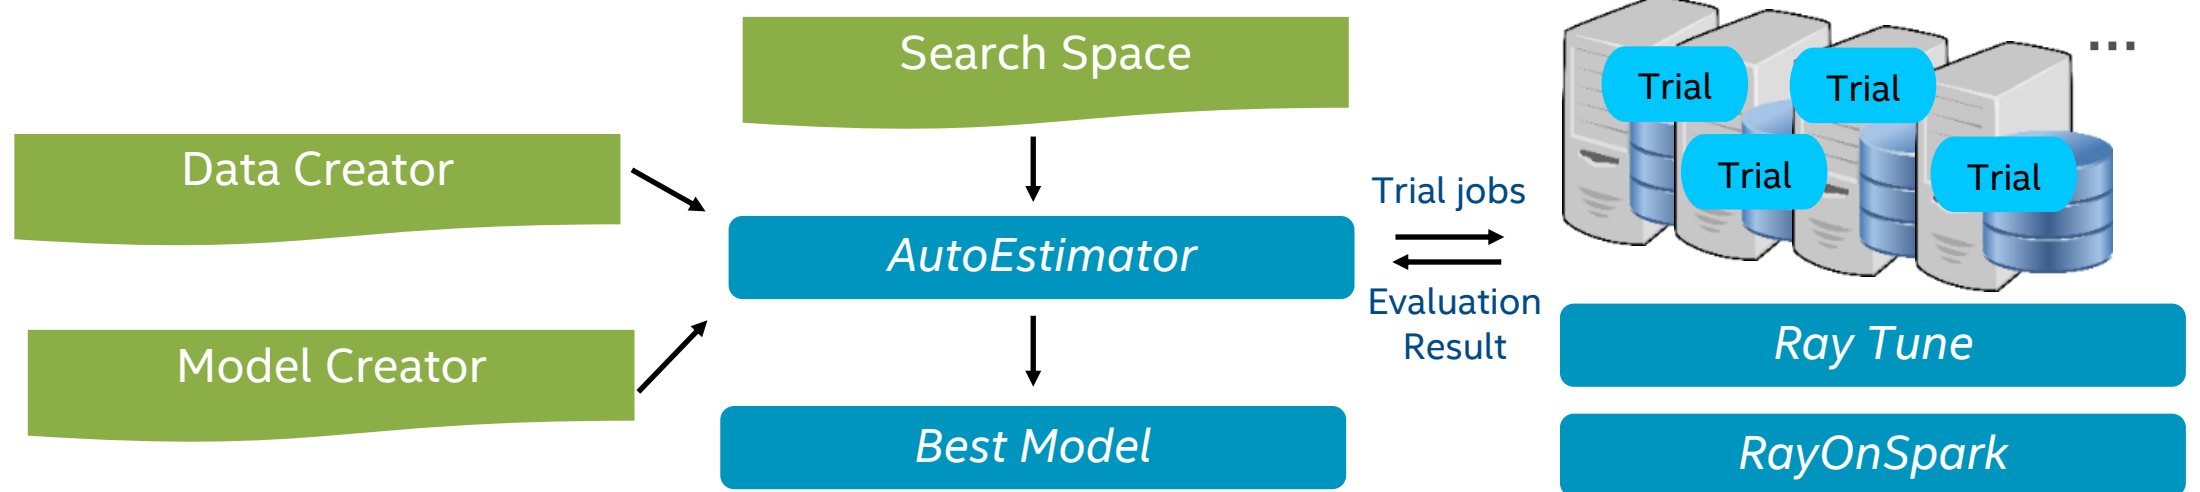 Search Space
Data Creator
Model Creator
AutoEstimator
Best Model
Trial jobs
Evaluation
Result
Trial
Trial
Trial
Trial
...
Ray Tune
RayOnSpark